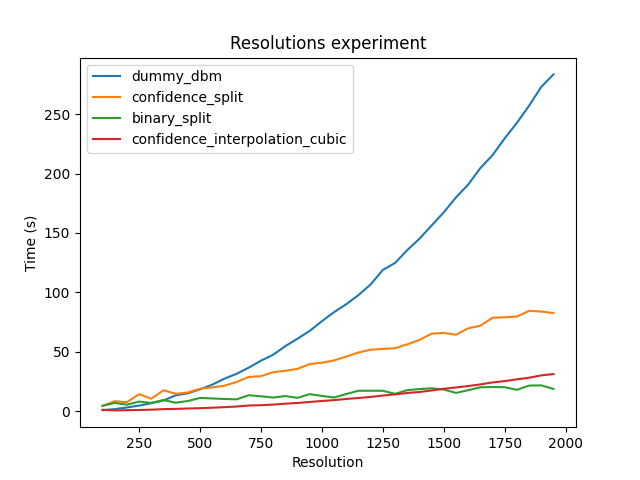 Resolutions experiment
dummy_dbm
confidence_split
binary_split
confidence_interpolation_cubic
Time (s)
250
200
150
100
50
0
250 500 750 1000 1250 1500 1750 2000
Resolution